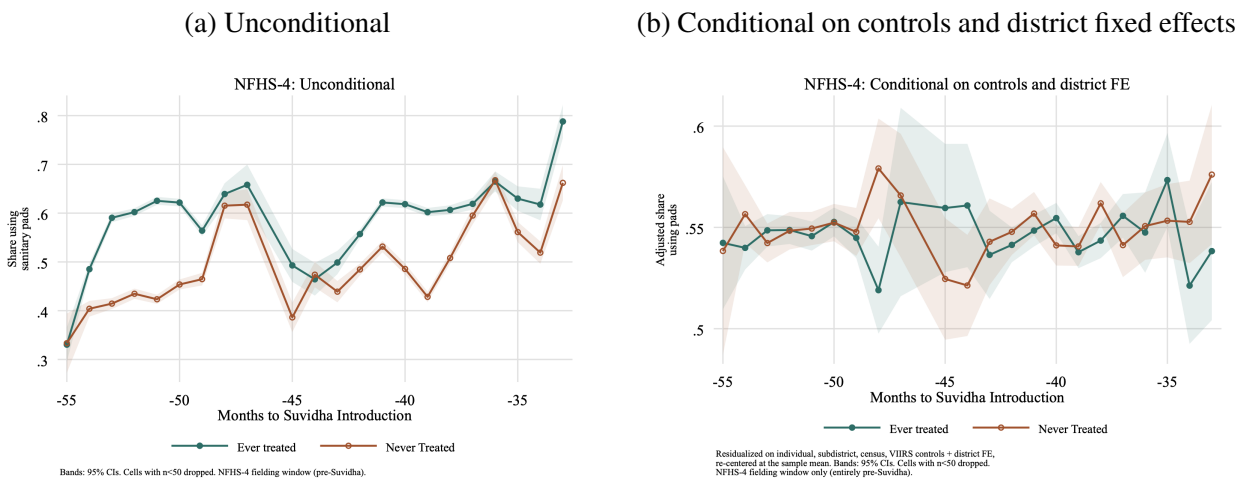 (a) Unconditional
NFHS-4: Unconditional
Share using
sanitary pads
.8
.7
.6
.5
.4
.3
-55 -50 -45 -40 -35
Months to Suvidha Introduction
Ever treated Never Treated
Bands: 95% CIs. Cells with n<50 dropped. NFHS-4 fielding window (pre-Suvidha).
(b) Conditional on controls and district fixed effects
NFHS-4: Conditional on controls and district FE
Adjusted share
using pads
.6
.55
.5
-55 -50 -45 -40 -35
Months to Suvidha Introduction
Ever treated Never Treated
Residualized on individual, subdistrict, census, VIIRS controls + district FE,
re-centered at the sample mean. Bands: 95% CIs. Cells with n<50 dropped.
NFHS-4 fielding window only (entirely pre-Suvidha).